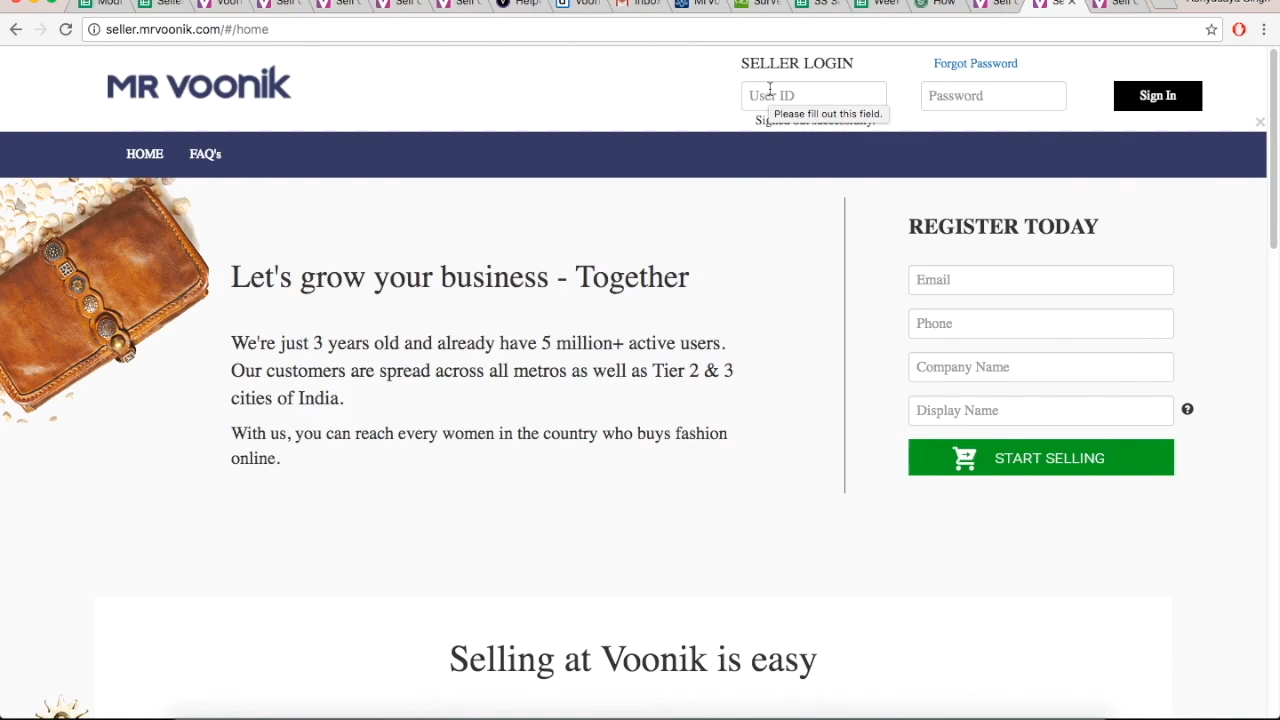 seller.mrvoonik.com/#/home
MR VOONIK
SELLER LOGIN
Forgot Password
User ID
Password
Sign In
Please fill out this field.
Signed out successfully.
HOME
FAQ's
REGISTER TODAY
Let's grow your business - Together
Email
Phone
We're just 3 years old and already have 5 million+ active users.
Our customers are spread across all metros as well as Tier 2 & 3
cities of India.
Company Name
Display Name
With us, you can reach every women in the country who buys fashion
online.
START SELLING
Selling at Voonik is easy